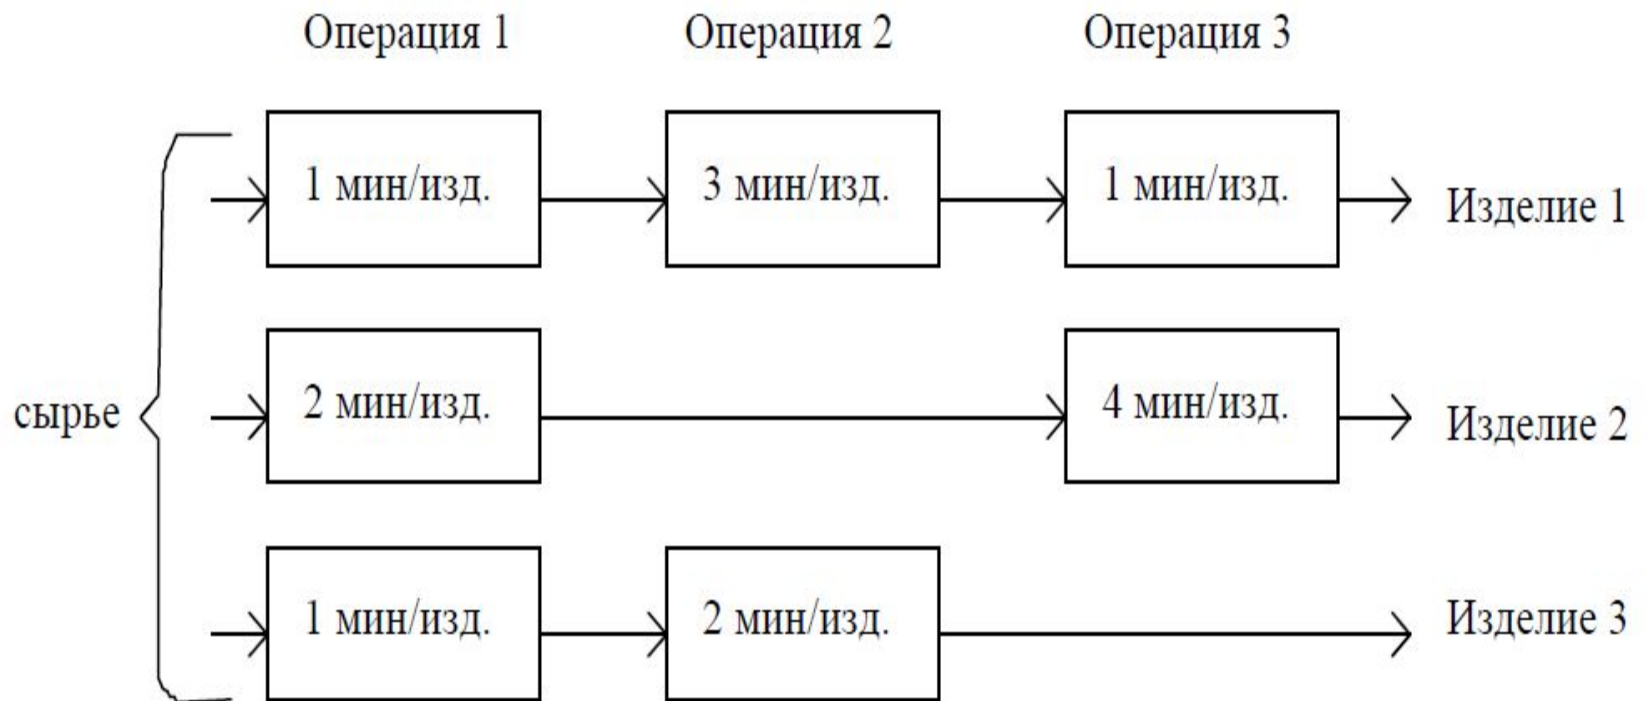 Операция 1 Операция 2 Операция 3
1 мин/изд. 3 мин/изд. 1 мин/изд. Изделие 1
сырье 2 мин/изд. 4 мин/изд. Изделие 2
1 мин/изд. 2 мин/изд. Изделие 3